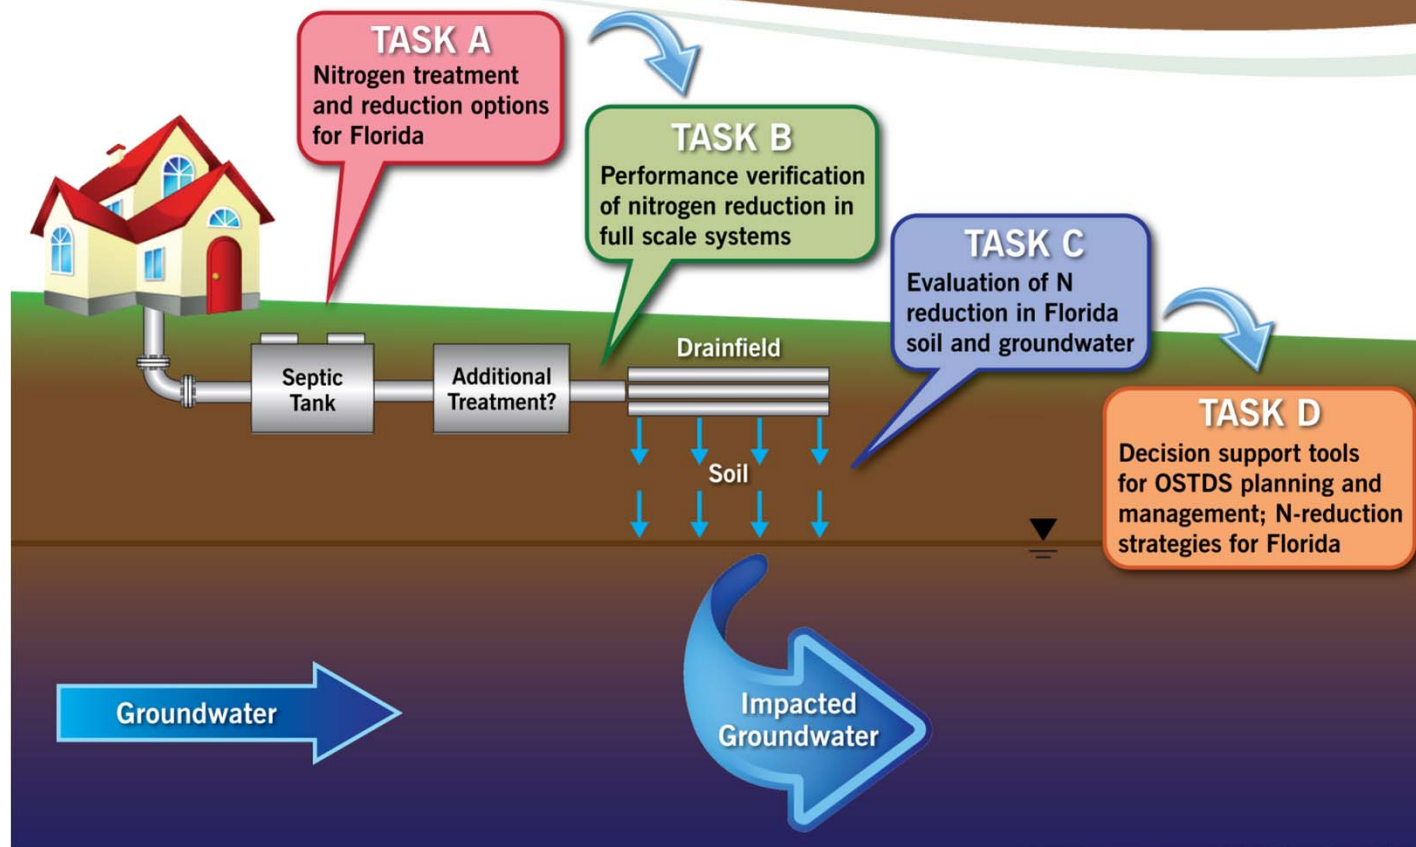 TASK A
Nitrogen treatment
and reduction options
for Florida
TASK B
Performance verification
of nitrogen reduction in
full scale systems
TASK C
Evaluation of N
reduction in Florida
soil and groundwater
TASK D
Decision support tools
for OSTDS planning and
management; N-reduction
strategies for Florida
Septic
Tank
Additional
Treatment?
Drainfield
Soil
Groundwater
Impacted
Groundwater